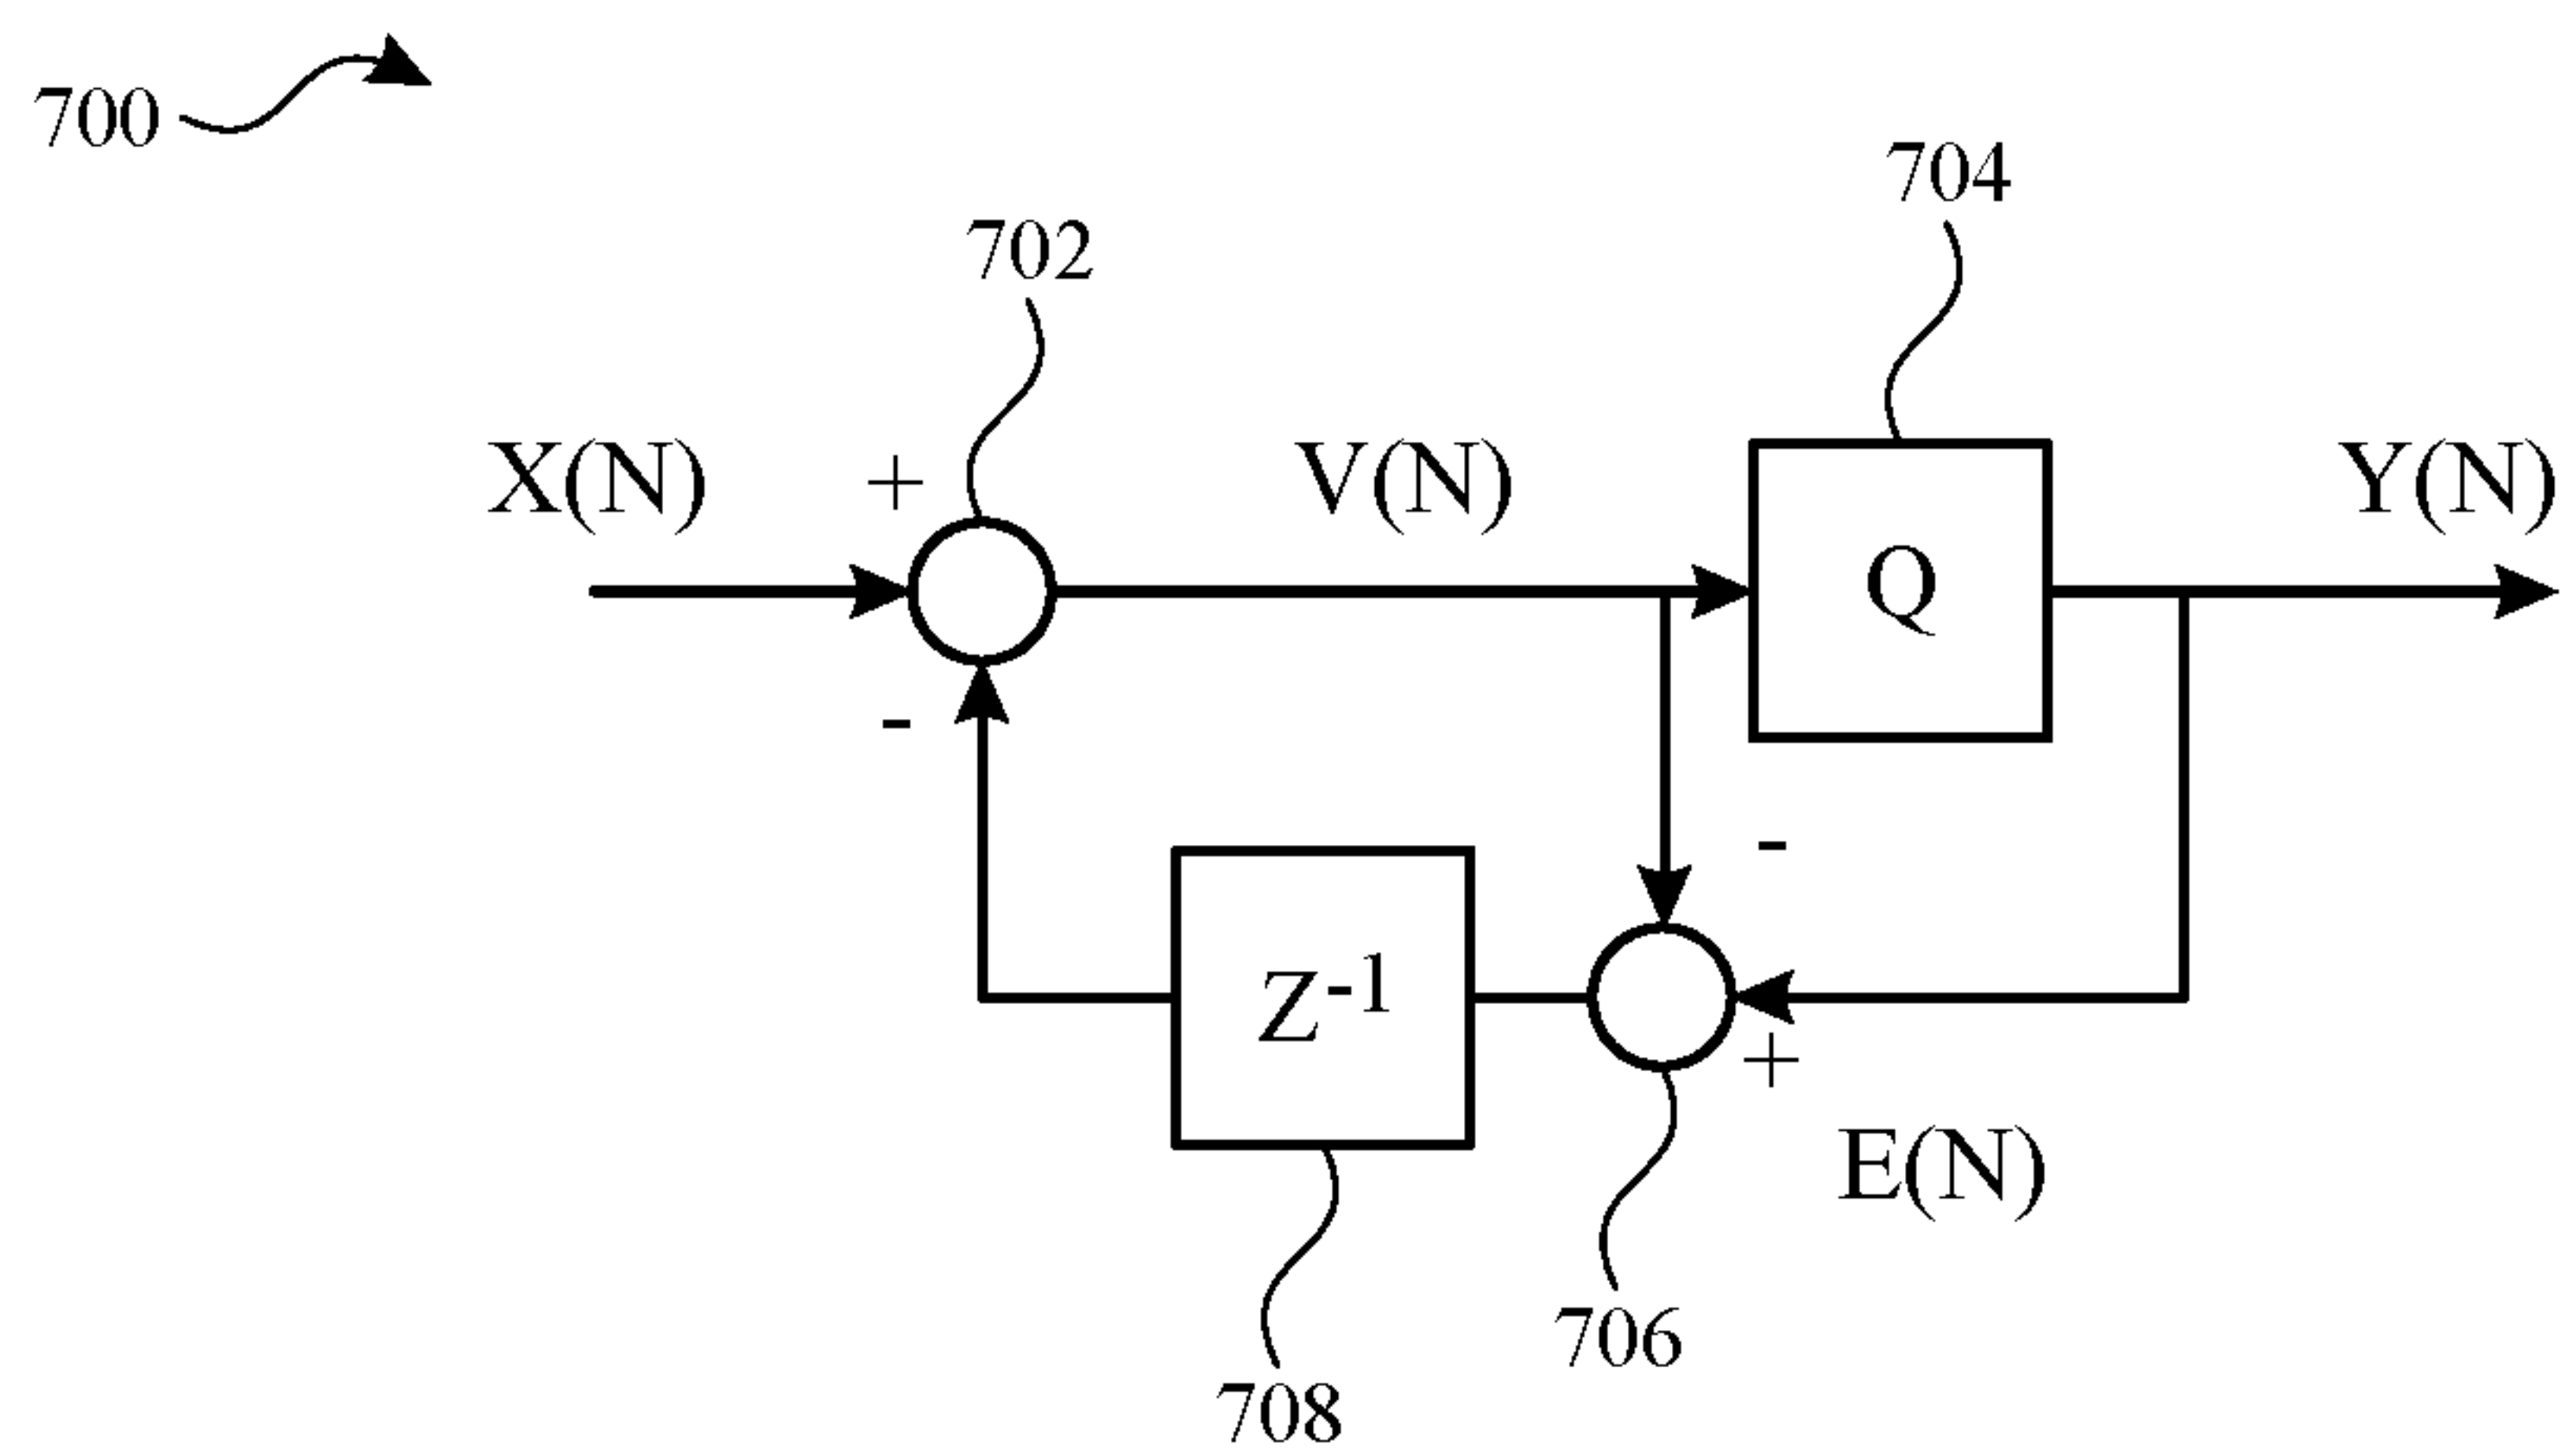 700
704
702
X(N)
+
V(N)
Y(N)
Q
-
-
Z-1
+
E(N)
706
708